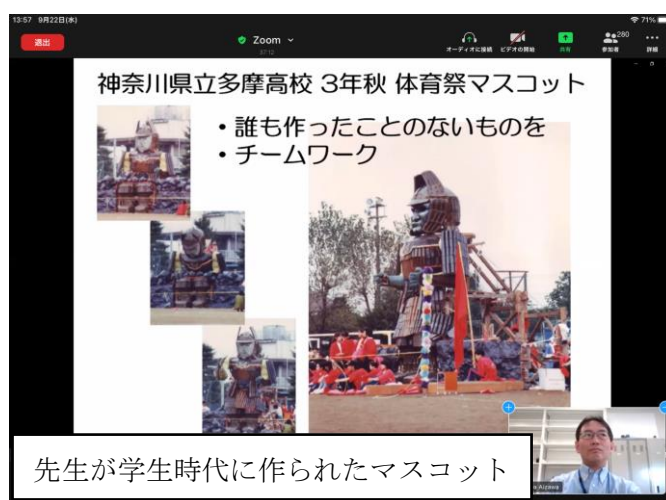 13:57 9月22日(水)
71%
退出
Zoom
57:12
オーディオに接続
ビデオの開始
共有
280
参加者
詳細
神奈川県立多摩高校 3年秋 体育祭マスコット
・誰も作ったことのないものを
・チームワーク
Aizawa
先生が学生時代に作られたマスコット